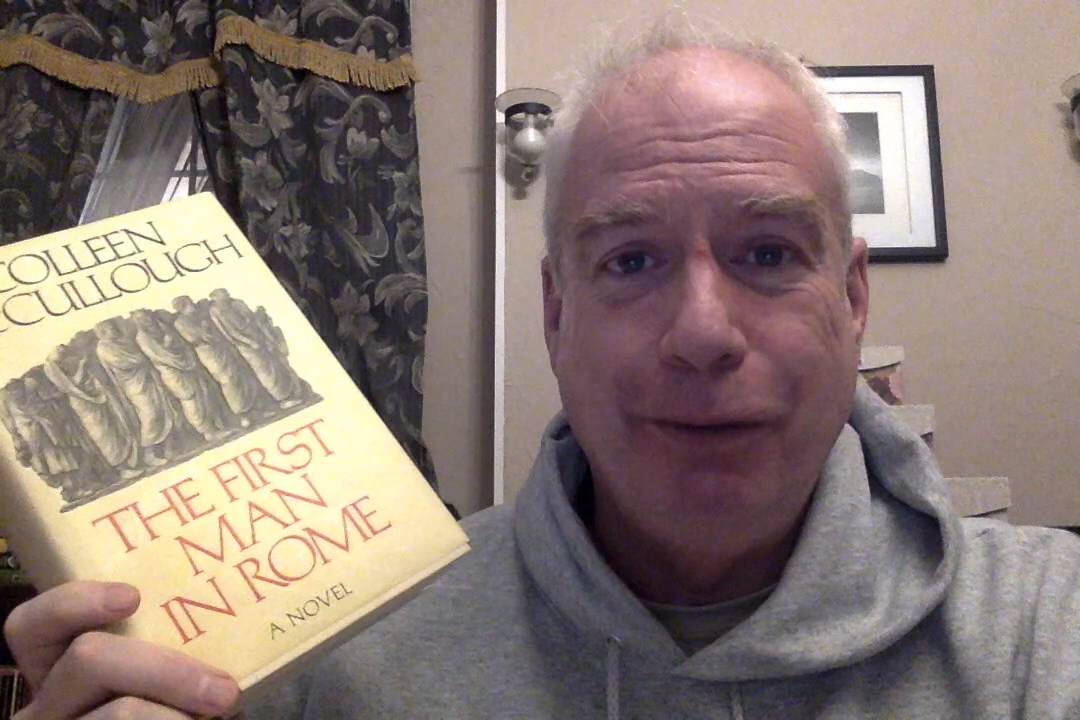 COLLEEN
cCULLOUGH
THE FIRST
MAN
IN ROME
A NOVEL